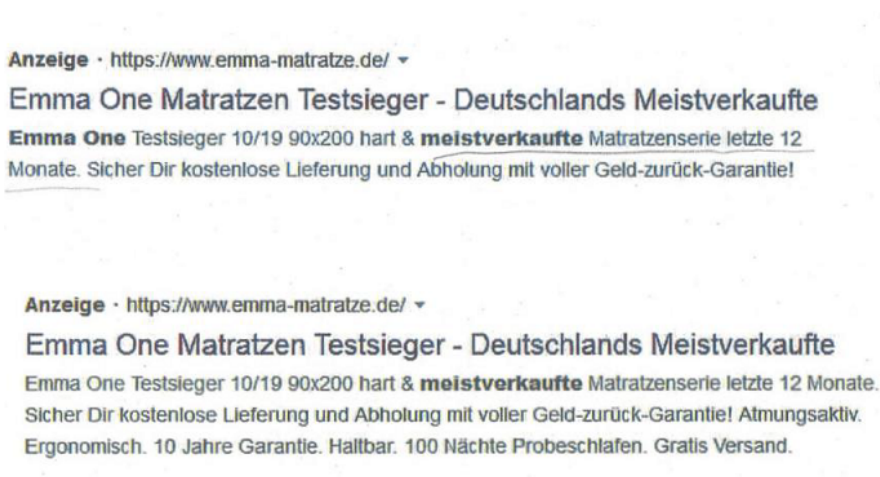 Anzeige · https://www.emma-matratze.de/
Emma One Matratzen Testsieger - Deutschlands Meistverkaufte
Emma One Testsieger 10/19 90x200 hart & meistverkaufte Matratzenserie letzte 12
Monate. Sicher Dir kostenlose Lieferung und Abholung mit voller Geld-zurück-Garantie!
Anzeige · https://www.emma-matratze.de/
Emma One Matratzen Testsieger - Deutschlands Meistverkaufte
Emma One Testsieger 10/19 90x200 hart & meistverkaufte Matratzenserie letzte 12 Monate.
Sicher Dir kostenlose Lieferung und Abholung mit voller Geld-zurück-Garantie! Atmungsaktiv.
Ergonomisch. 10 Jahre Garantie. Haltbar. 100 Nächte Probeschlafen. Gratis Versand.